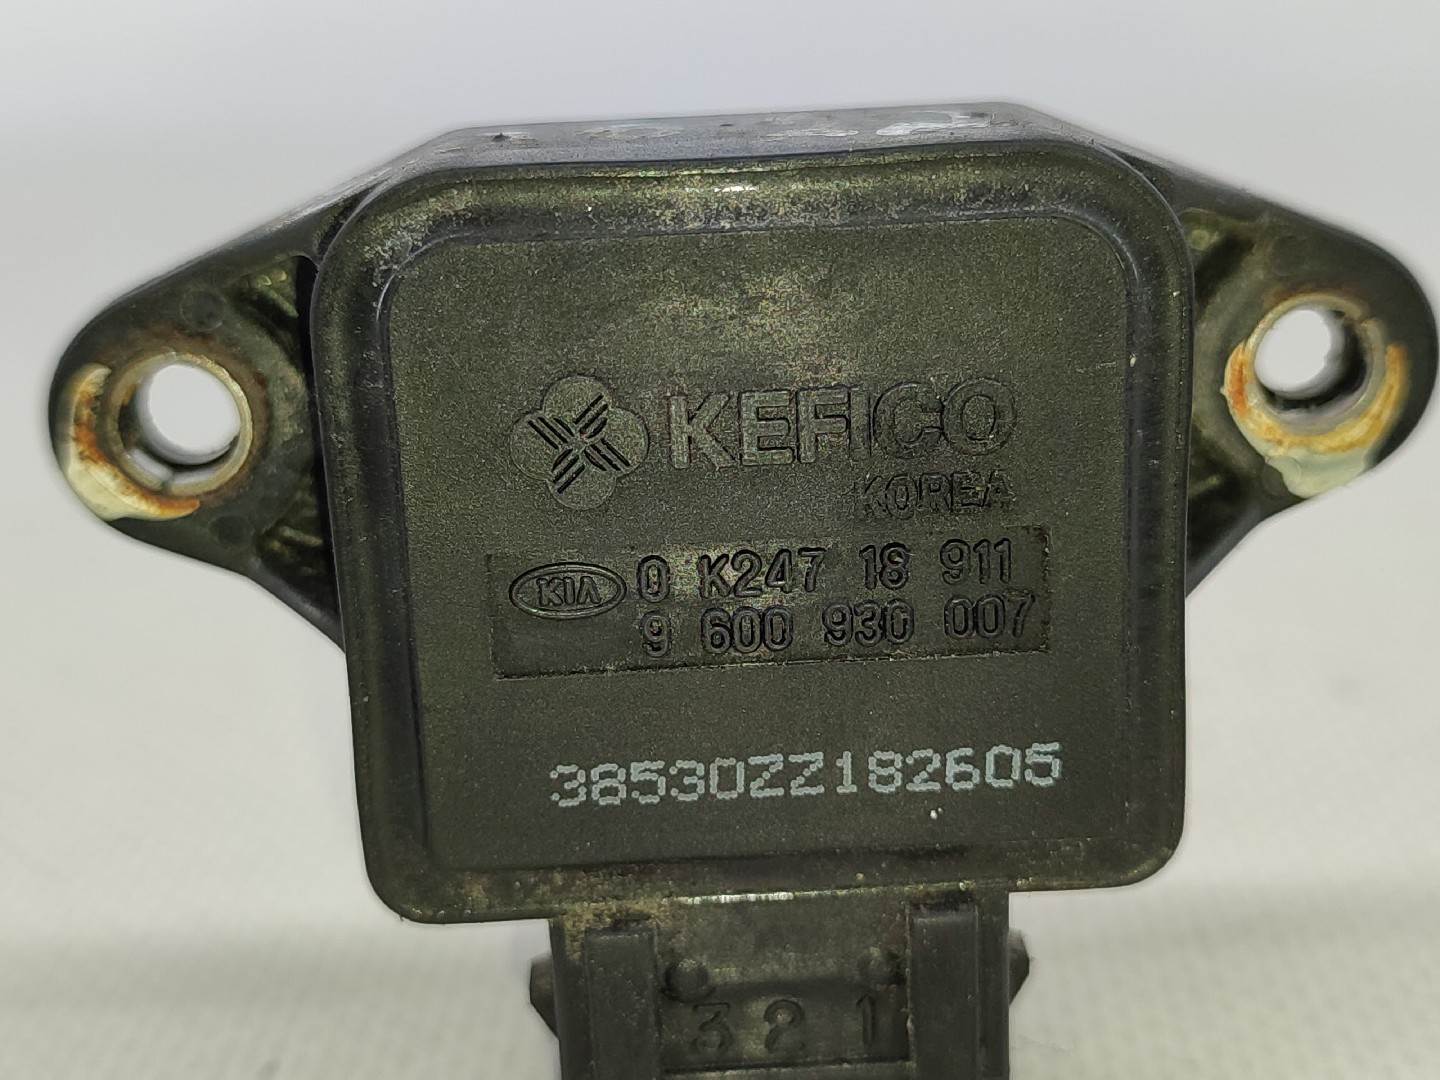 KEFICO
KOREA
KIA 0 K247 18 911
9 600 930 007
38530ZZ182605
3 2 1